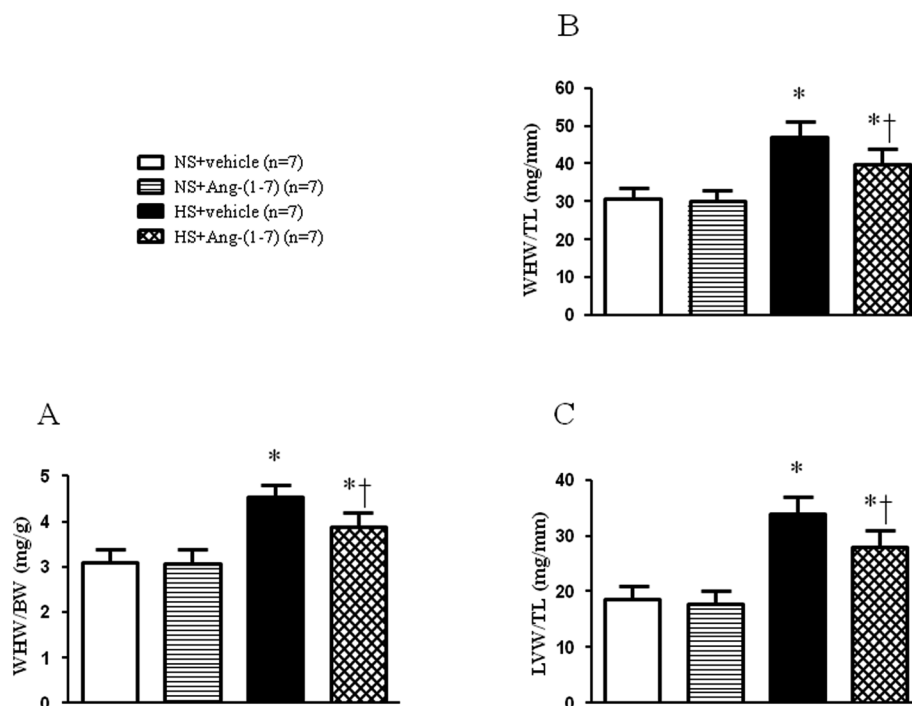 B
NS+vehicle (n=7)
NS+Ang-(1-7) (n=7)
HS+vehicle (n=7)
HS+Ang-(1-7) (n=7)
WHW/TL (mg/mm)
60
50
40
30
20
10
0
*
*†
A
WHW/BW (mg/g)
5
4
3
2
1
0
*
*†
C
LVW/TL (mg/mm)
40
30
20
10
0
*
*†